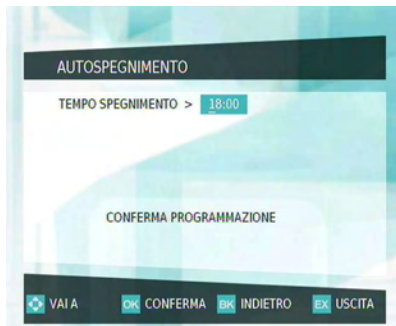 AUTOSPEGNIMENTO
TEMPO SPEGNIMENTO > 18:00
CONFERMA PROGRAMMAZIONE
VAI A OK CONFERMA BK INDIETRO EX USCITA